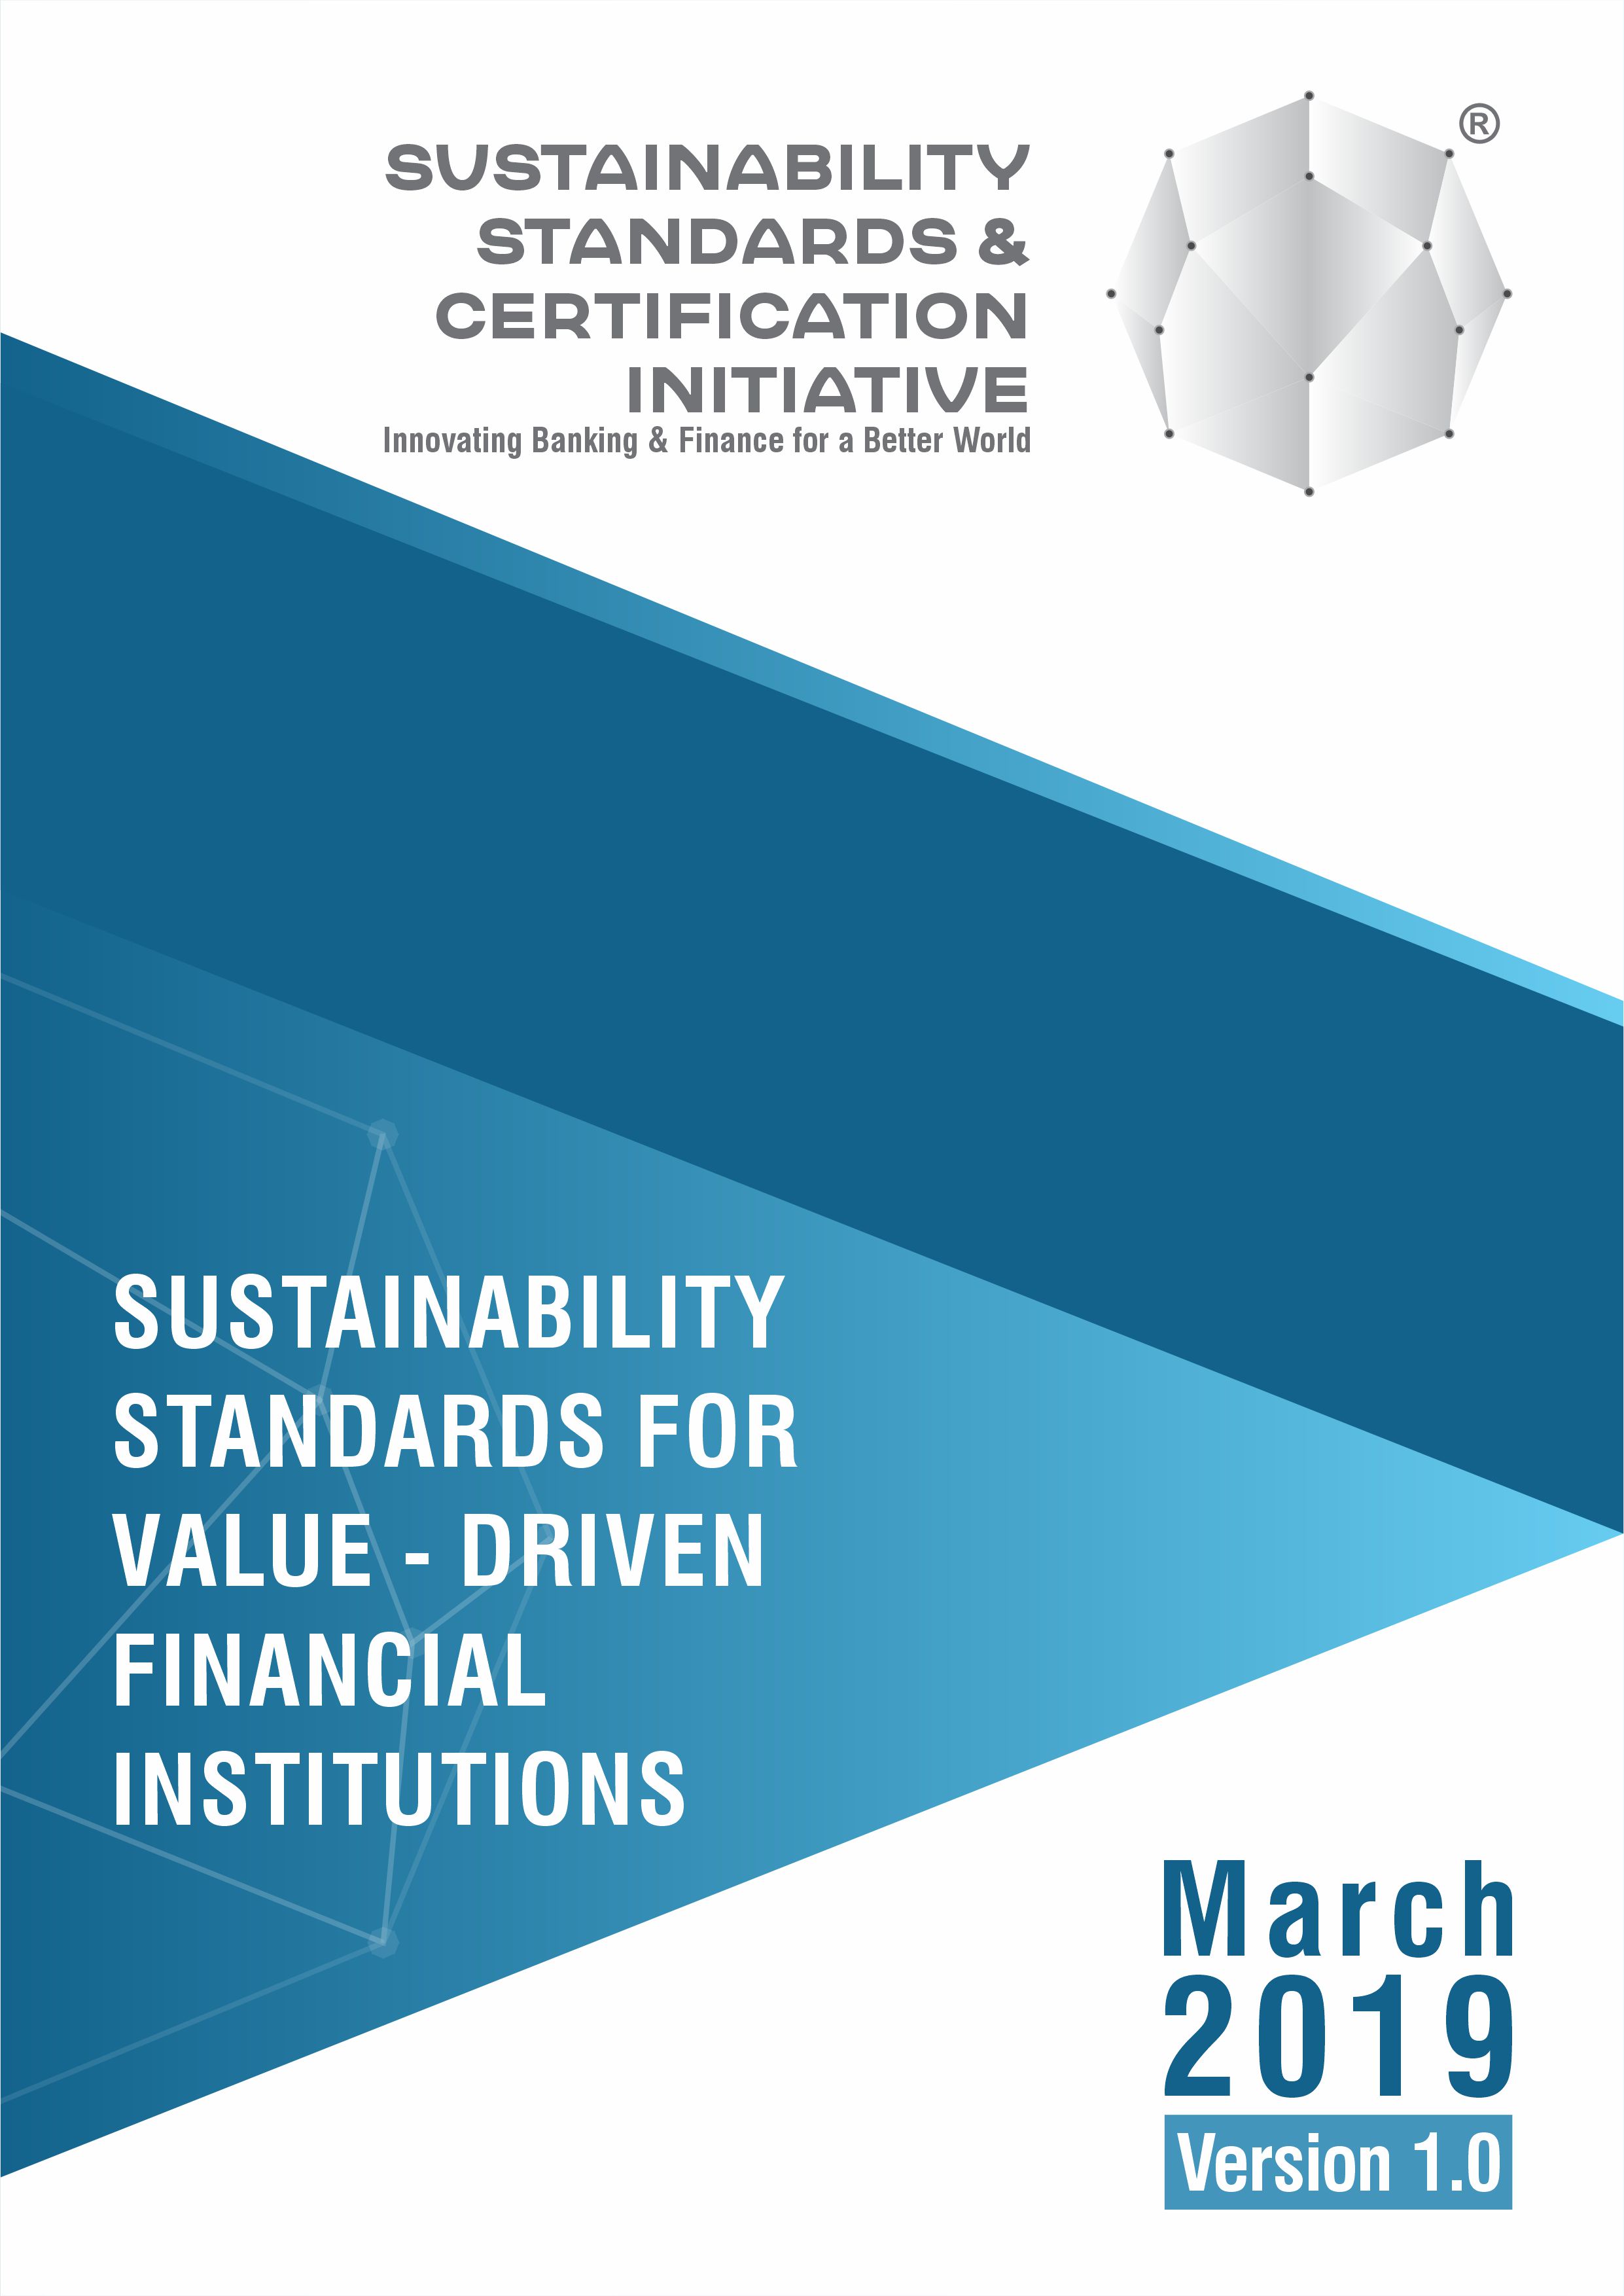 SUSTAINABILITY
STANDARDS &
CERTIFICATION
INITIATIVE
Innovating Banking & Finance for a Better World
®
SUSTAINABILITY
STANDARDS FOR
VALUE - DRIVEN
FINANCIAL
INSTITUTIONS
March
2019
Version 1.0